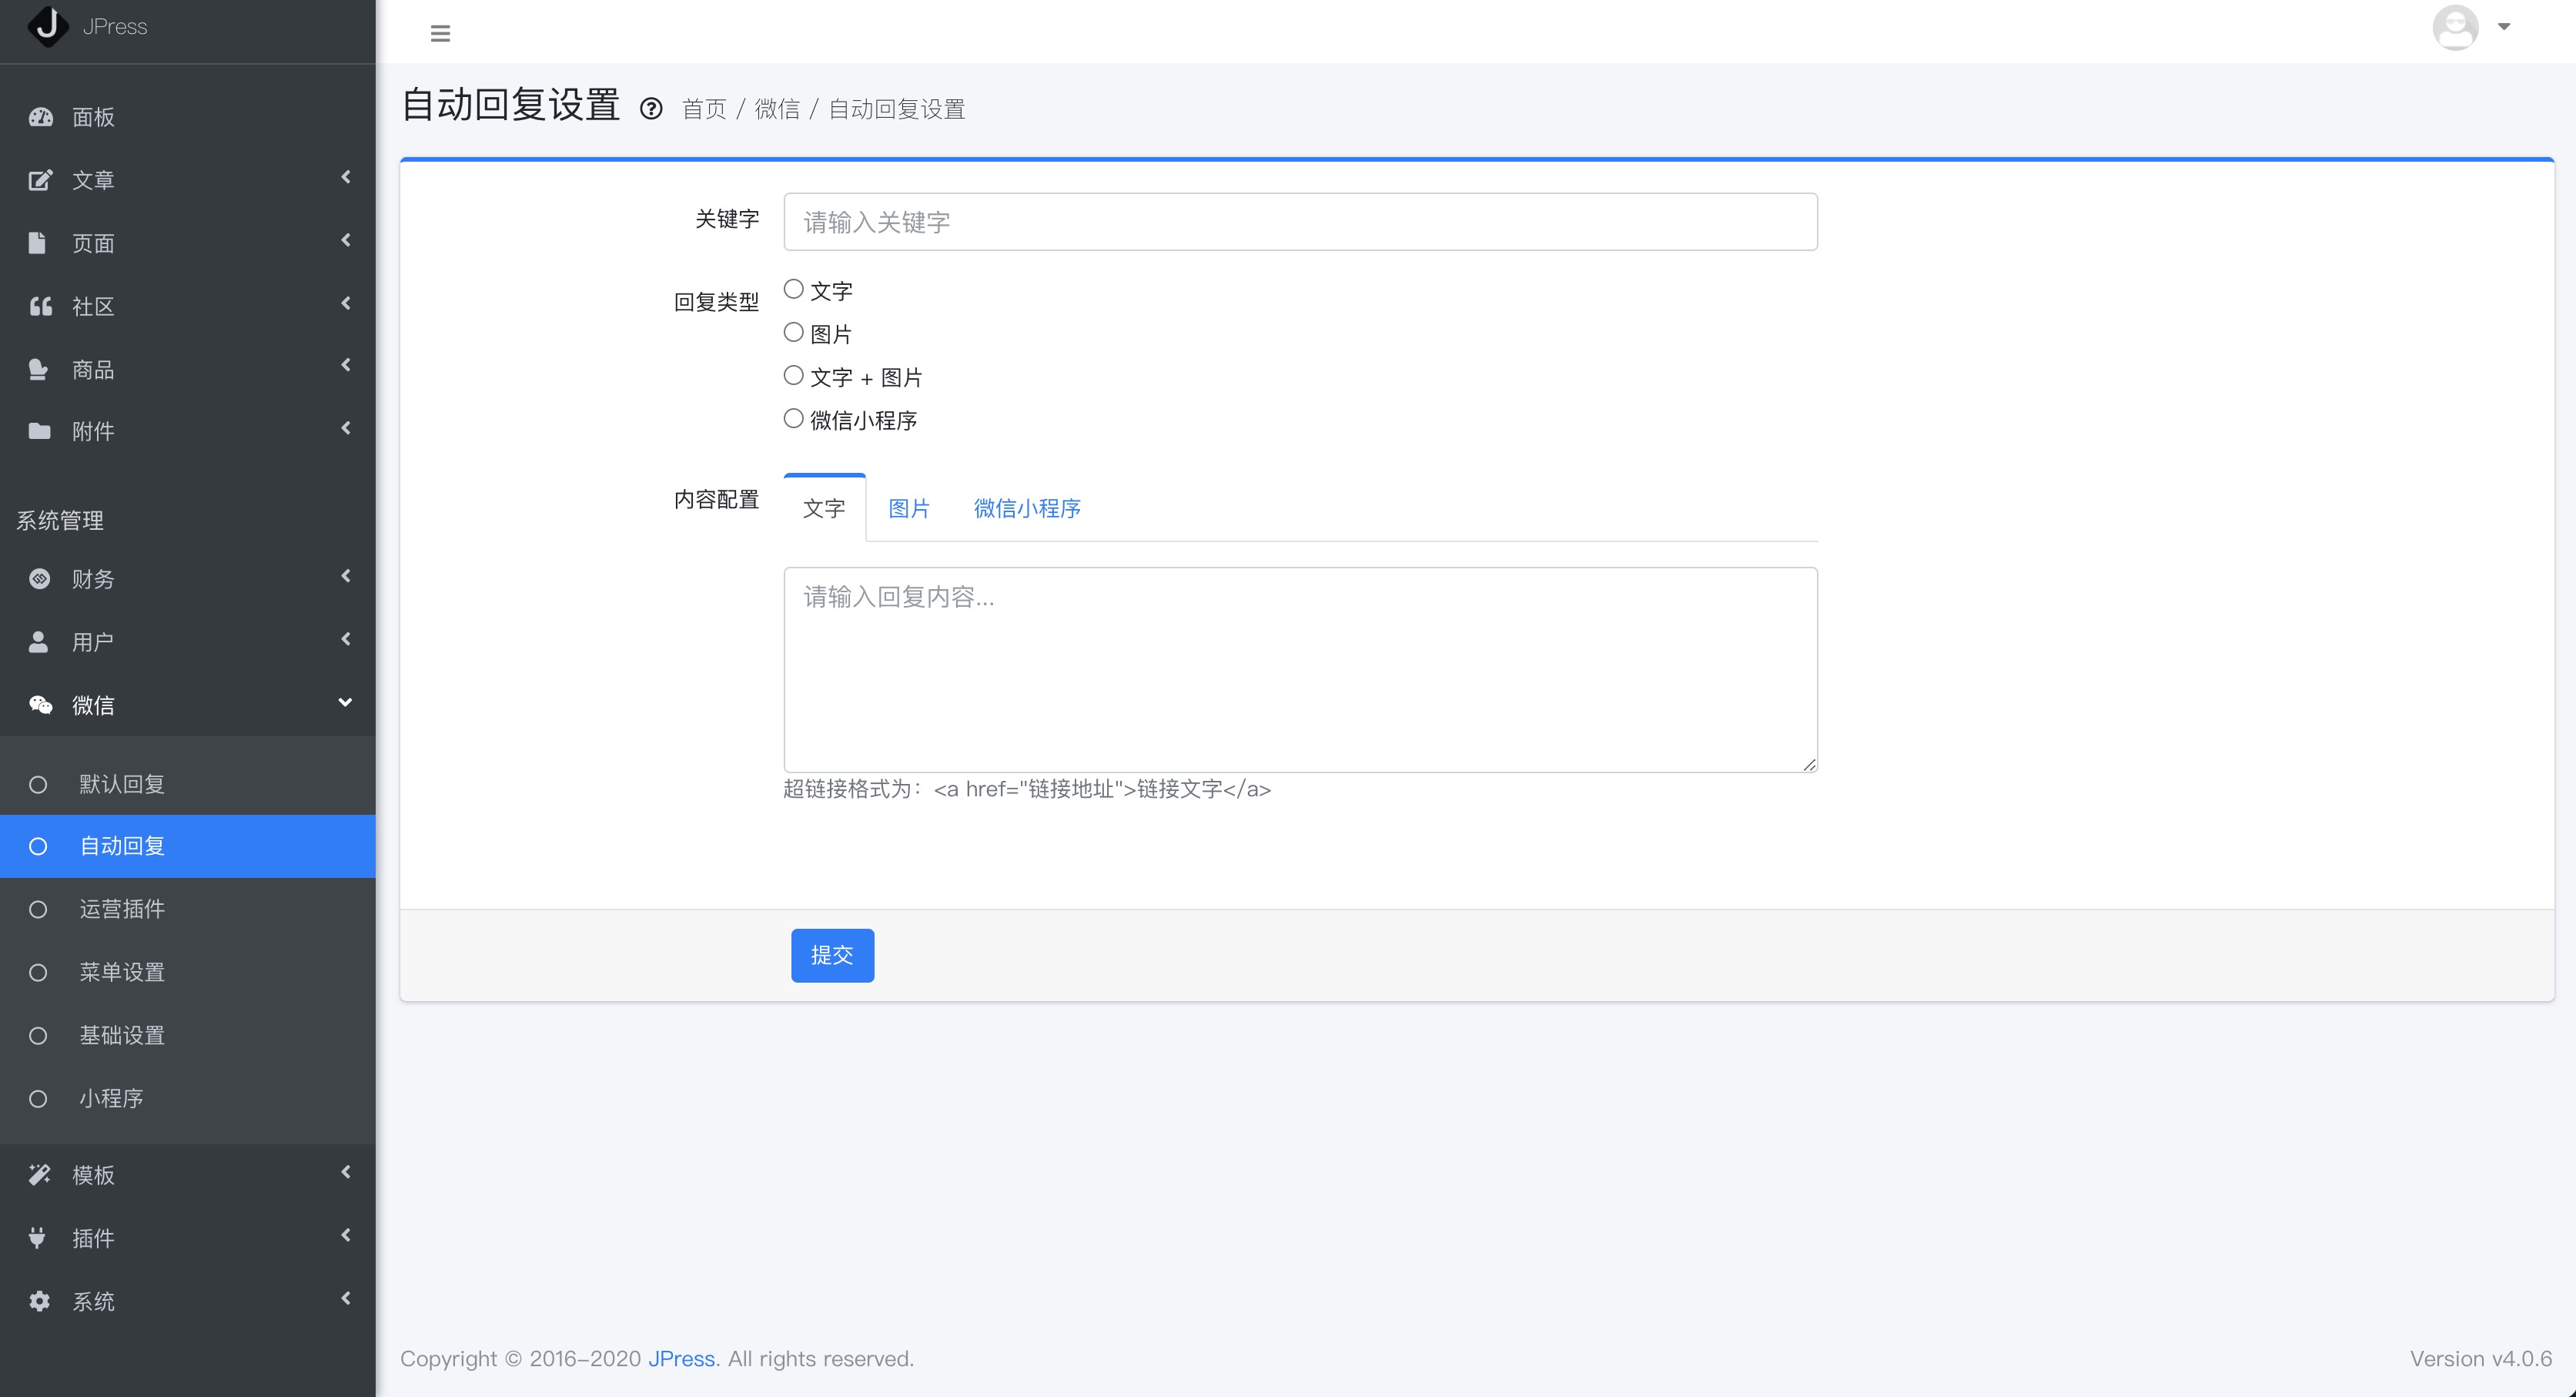 JPress
面板
文章
页面
社区
商品
附件
系统管理
财务
用户
微信
默认回复
自动回复
运营插件
菜单设置
基础设置
小程序
模板
插件
系统
自动回复设置 首页 / 微信 / 自动回复设置
关键字 请输入关键字
回复类型 文字
图片
文字 + 图片
微信小程序
内容配置 文字 图片 微信小程序
请输入回复内容...
超链接格式为：<a href="链接地址">链接文字</a>
提交
Copyright © 2016-2020 JPress. All rights reserved. Version v4.0.6